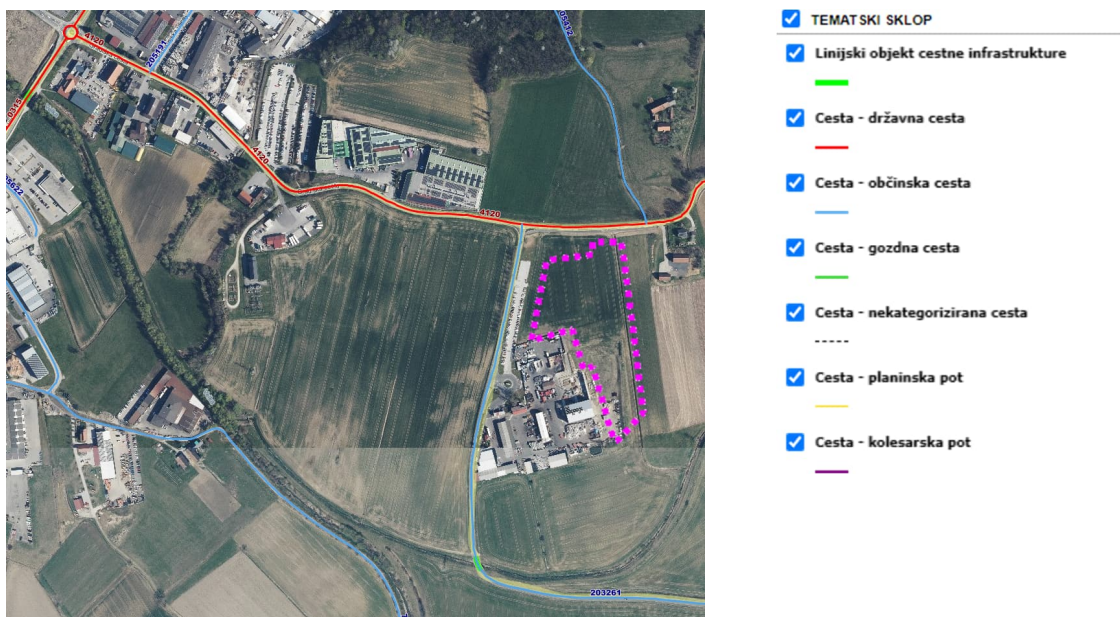 TEMATSKI SKLOP
Linijski objekt cestne infrastrukture
Cesta - državna cesta
Cesta - občinska cesta
Cesta - gozdna cesta
Cesta - nekategorizirana cesta
Cesta - planinska pot
Cesta - kolesarska pot
4120
205191
4120
4120
203261